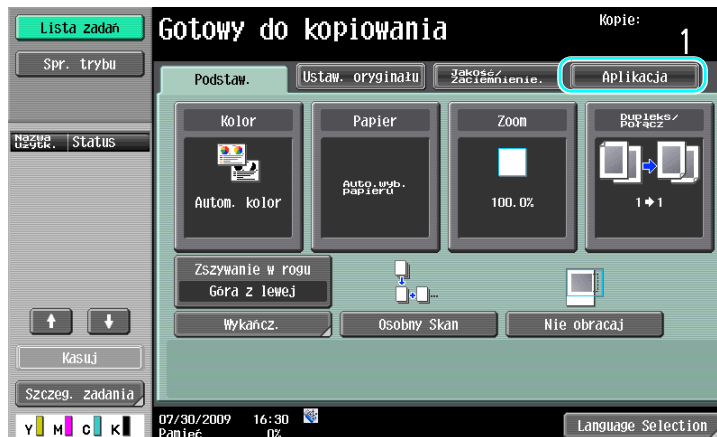 Lista zadań
Gotowy do kopiowania
Kopie:
1
Spr. trybu
Podstaw.
Ustaw. oryginału
Jakość/
zaciemnienie.
Aplikacja
Nazwa
użytk.
Status
Kolor
Papier
Zoom
Dupleks/
Połącz
Autom. kolor
Auto.wyb.
papieru
100.0%
1 → 1
Zszywanie w rogu
Góra z lewej
Wykańcz.
Osobny Skan
Nie obracaj
Kasuj
Szczeg. zadania
Y M C K
07/30/2009 16:30
Pamięć 0%
Language Selection